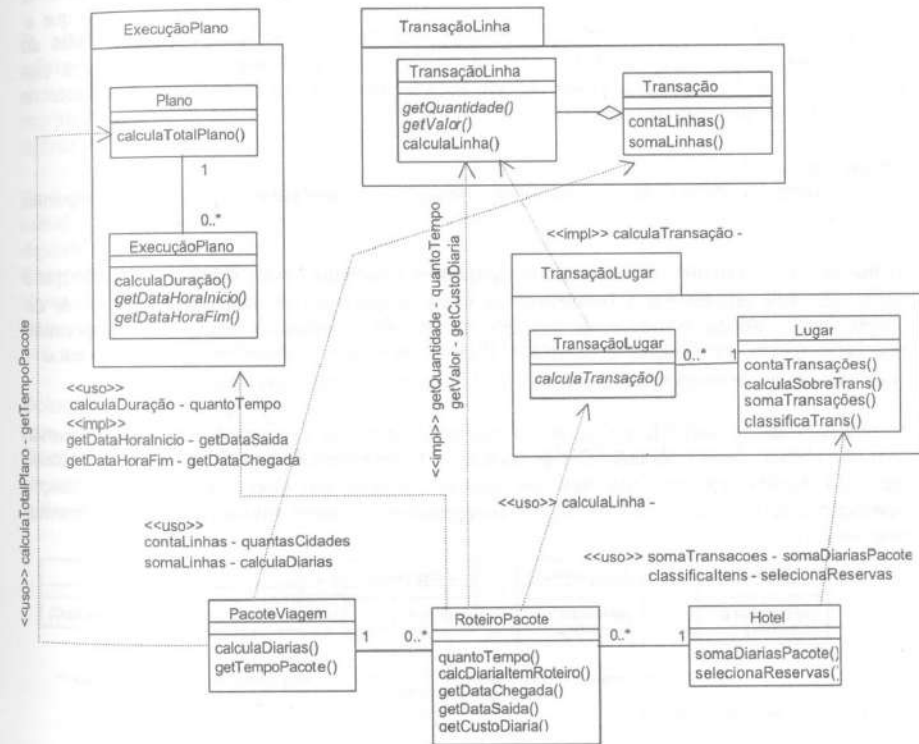 ExecuçãoPlano
Plano
calculaTotalPlano()
1
0..*
ExecuçãoPlano
calculaDuração()
getDataHoraInicio()
getDataHoraFim()
TransaçãoLinha
TransaçãoLinha
getQuantidade()
getValor()
calculaLinha()
Transação
contaLinhas()
somaLinhas()
<<impl>> calculaTransação -
TransaçãoLugar
TransaçãoLugar
calculaTransação()
0..*
1
Lugar
contaTransações()
calculaSobreTrans()
somaTransações()
classificaTrans()
<<uso>> calculaTotalPlano - getTempoPacote
<<uso>>
calculaDuração - quantoTempo
<<impl>>
getDataHoraInicio - getDataSaida
getDataHoraFim - getDataChegada
<<impl>> getQuantidade - quantoTempo
getValor - getCustoDiaria
<<uso>> calculaLinha -
<<uso>>
contaLinhas - quantasCidades
somaLinhas - calculaDiarias
<<uso>> somaTransacoes - somaDiariasPacote
classificaItens - selecionaReservas
PacoteViagem
calculaDiarias()
getTempoPacote()
1
0..*
RoteiroPacote
quantoTempo()
calcDiariaItemRoteiro()
getDataChegada()
getDataSaida()
getCustoDiaria()
0..*
1
Hotel
somaDiariasPacote()
selecionaReservas()